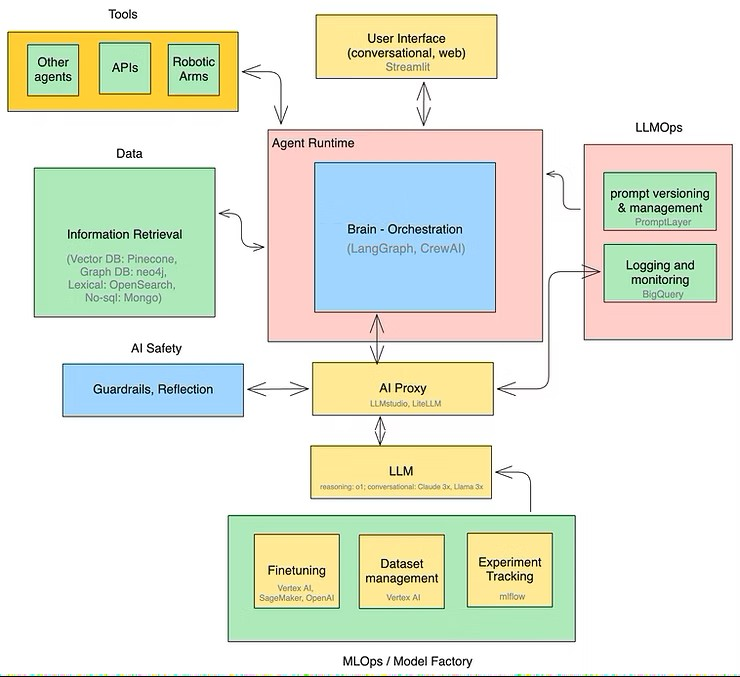 Tools
Other
agents
APIs
Robotic
Arms
User Interface
(conversational, web)
Streamlit
Data
Information Retrieval
(Vector DB: Pinecone,
Graph DB: neo4j,
Lexical: OpenSearch,
No-sql: Mongo)
Agent Runtime
Brain - Orchestration
(LangGraph, CrewAI)
LLMOps
prompt versioning
& management
PromptLayer
Logging and
monitoring
BigQuery
AI Safety
Guardrails, Reflection
AI Proxy
LLMstudio, LiteLLM
LLM
reasoning: o1; conversational: Claude 3x, Llama 3x
Finetuning
Vertex AI,
SageMaker, OpenAI
Dataset
management
Vertex AI
Experiment
Tracking
mlflow
MLOps / Model Factory